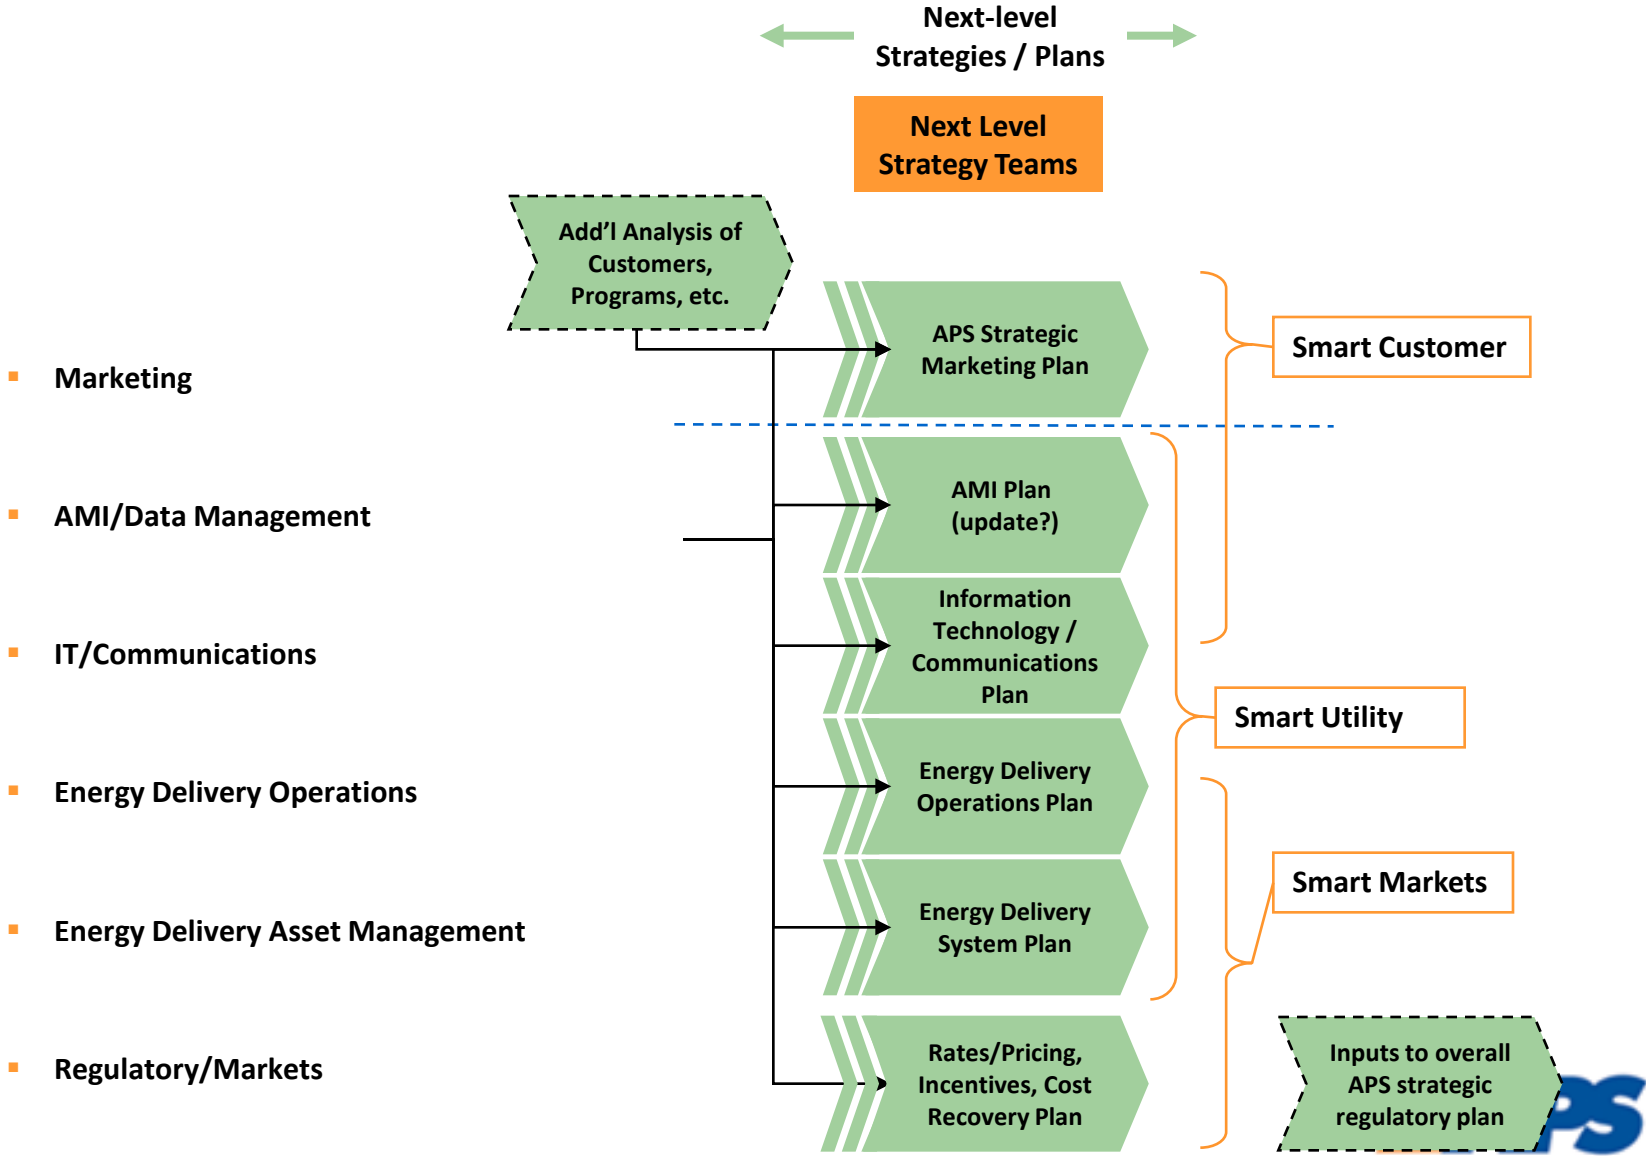 Next-level
Strategies / Plans
Next Level
Strategy Teams
Add’l Analysis of
Customers,
Programs, etc.
APS Strategic
Marketing Plan
Smart Customer
Marketing
AMI Plan
(update?)
AMI/Data Management
Information
Technology /
Communications
Plan
IT/Communications
Smart Utility
Energy Delivery
Operations Plan
Energy Delivery Operations
Smart Markets
Energy Delivery
System Plan
Energy Delivery Asset Management
Rates/Pricing,
Incentives, Cost
Recovery Plan
Regulatory/Markets
Inputs to overall
APS strategic
regulatory plan
PS